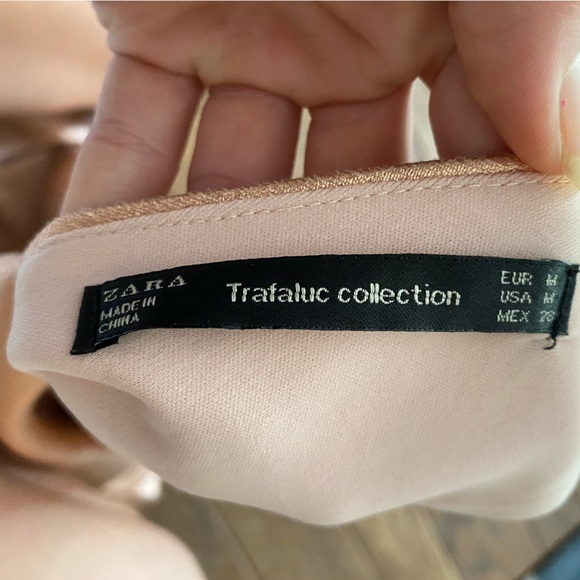 ZARA
MADE IN
CHINA
Trafaluc collection
EUR M
USA M
MEX 28